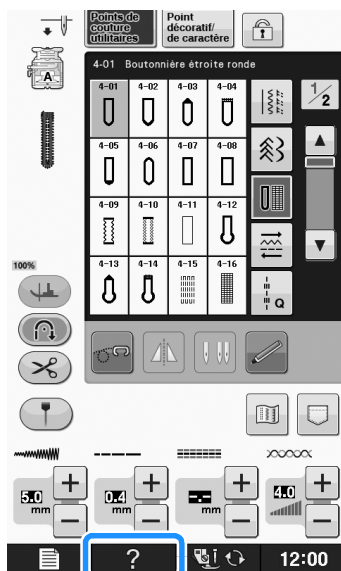 Points de
couture
utilitaires
Point
décoratif/
de caractère
A
4-01 Boutonnière étroite ronde
4-01 4-02 4-03 4-04
1/2
4-05 4-06 4-07 4-08
4-09 4-10 4-11 4-12
4-13 4-14 4-15 4-16
Q
100%
5.0 mm + −
0.4 mm + −
-.- mm + −
4.0 + −
? 12:00